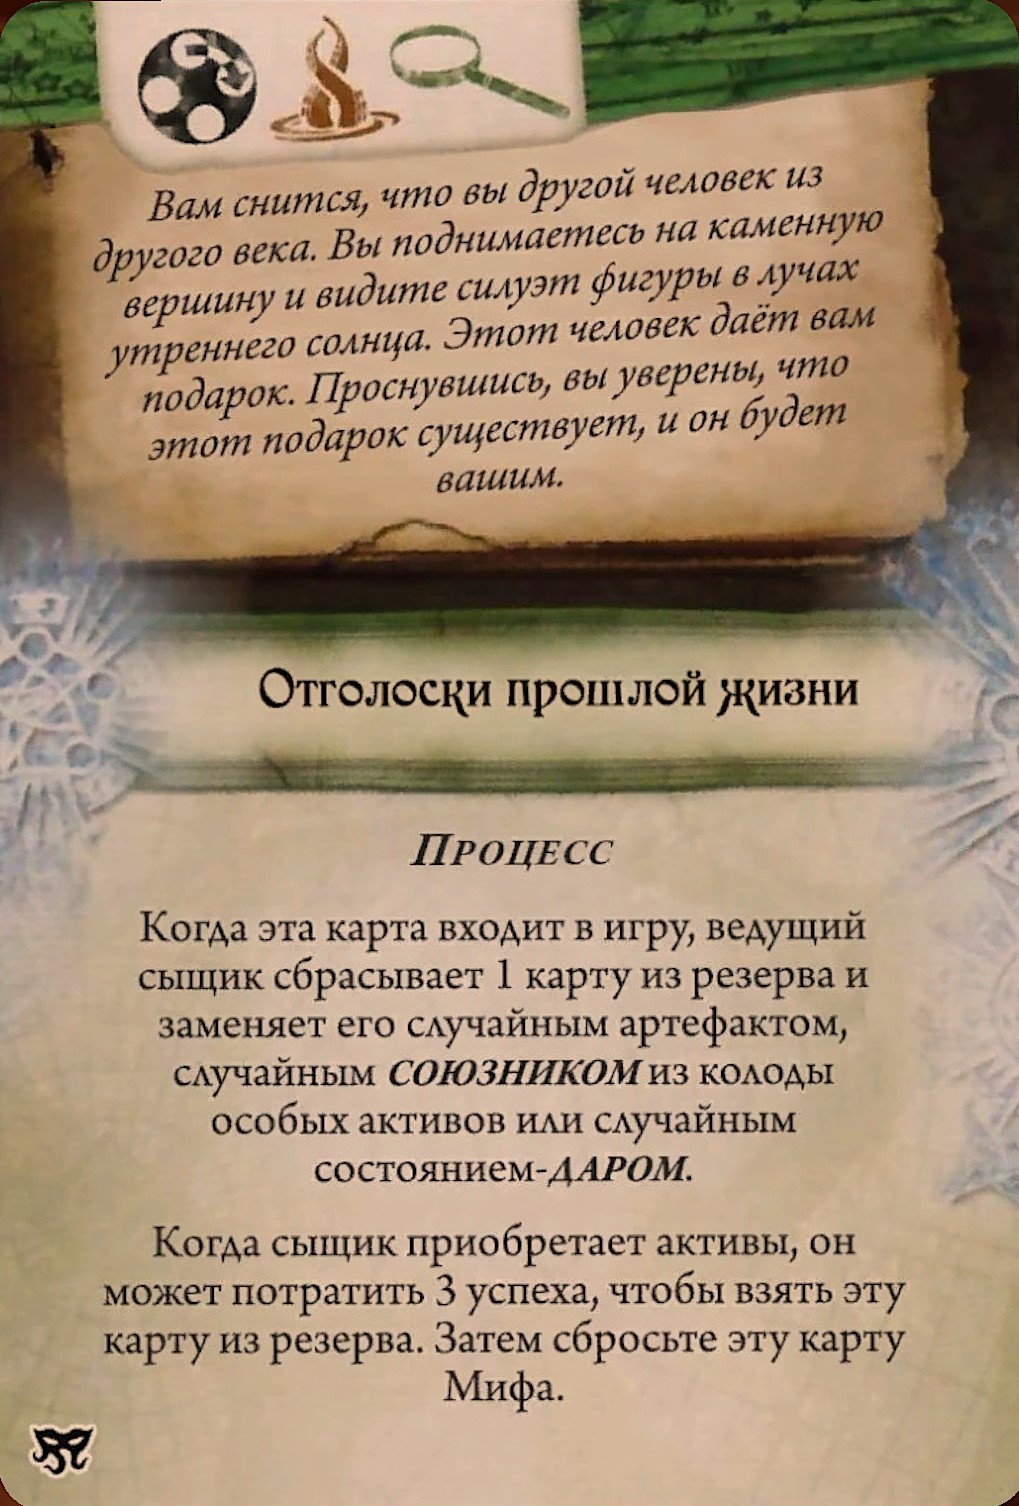 Вам снится, что вы другой человек из
другого века. Вы поднимаетесь на каменную
вершину и видите силуэт фигуры в лучах
утреннего солнца. Этот человек даёт вам
подарок. Проснувшись, вы уверены, что
этот подарок существует, и он будет
вашим.
Отголоски прошлой жизни
Процесс
Когда эта карта входит в игру, ведущий
сыщик сбрасывает 1 карту из резерва и
заменяет его случайным артефактом,
случайным СОЮЗНИКОМ из колоды
особых активов или случайным
состоянием-ДАРОМ.
Когда сыщик приобретает активы, он
может потратить 3 успеха, чтобы взять эту
карту из резерва. Затем сбросьте эту карту
Мифа.